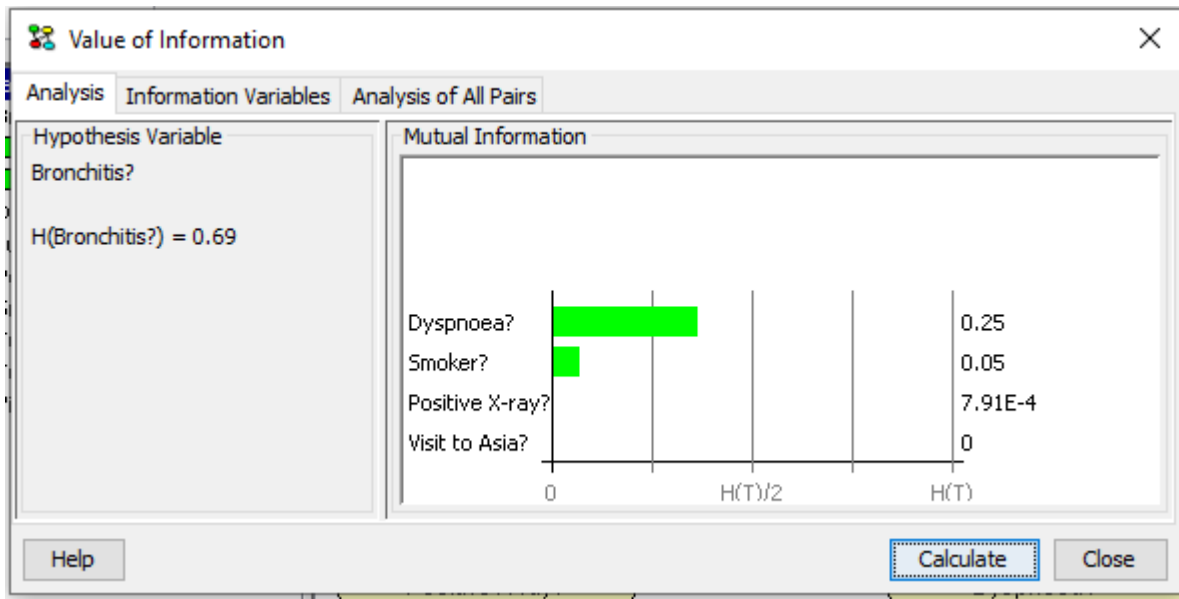 Value of Information
Analysis
Information Variables
Analysis of All Pairs
Hypothesis Variable
Bronchitis?
H(Bronchitis?) = 0.69
Mutual Information
Dyspnoea? 0.25
Smoker? 0.05
Positive X-ray? 7.91E-4
Visit to Asia? 0
0 H(T)/2 H(T)
Help
Calculate
Close